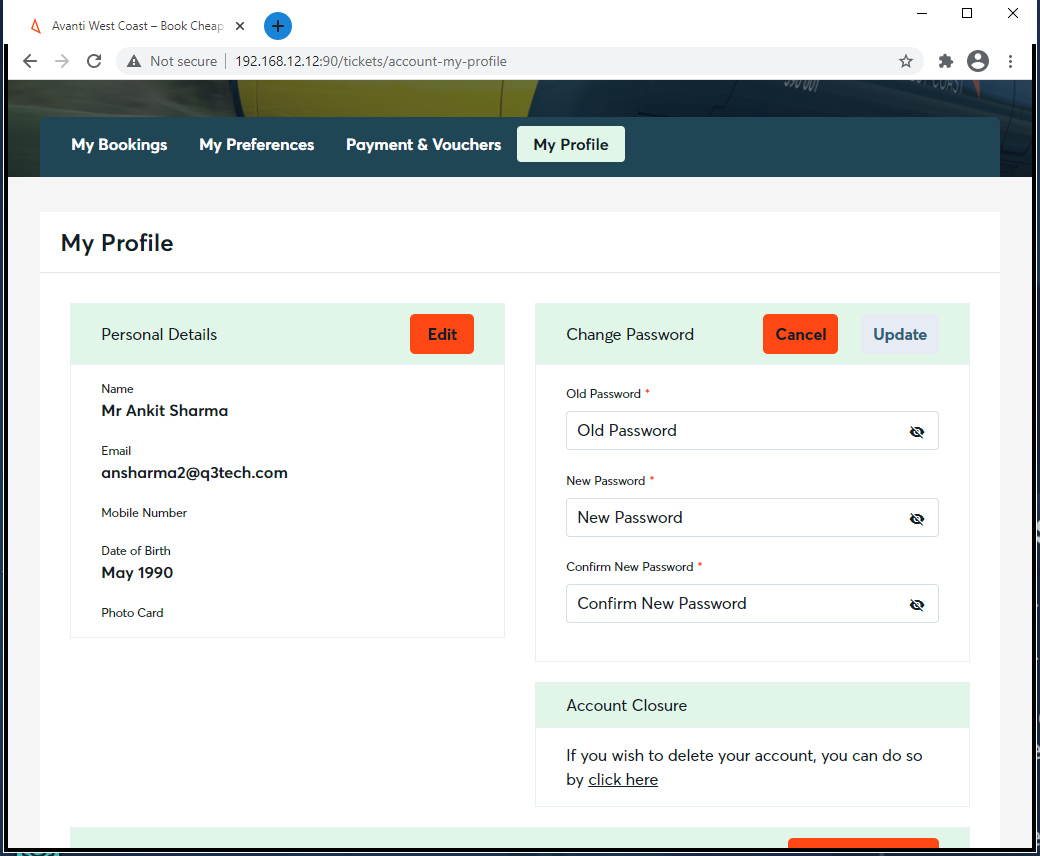 Avanti West Coast – Book Cheap
Not secure
192.168.12.12:90/tickets/account-my-profile
My Bookings
My Preferences
Payment & Vouchers
My Profile
My Profile
Personal Details
Edit
Name
Mr Ankit Sharma
Email
ansharma2@q3tech.com
Mobile Number
Date of Birth
May 1990
Photo Card
Change Password
Cancel
Update
Old Password *
Old Password
New Password *
New Password
Confirm New Password *
Confirm New Password
Account Closure
If you wish to delete your account, you can do so
by click here